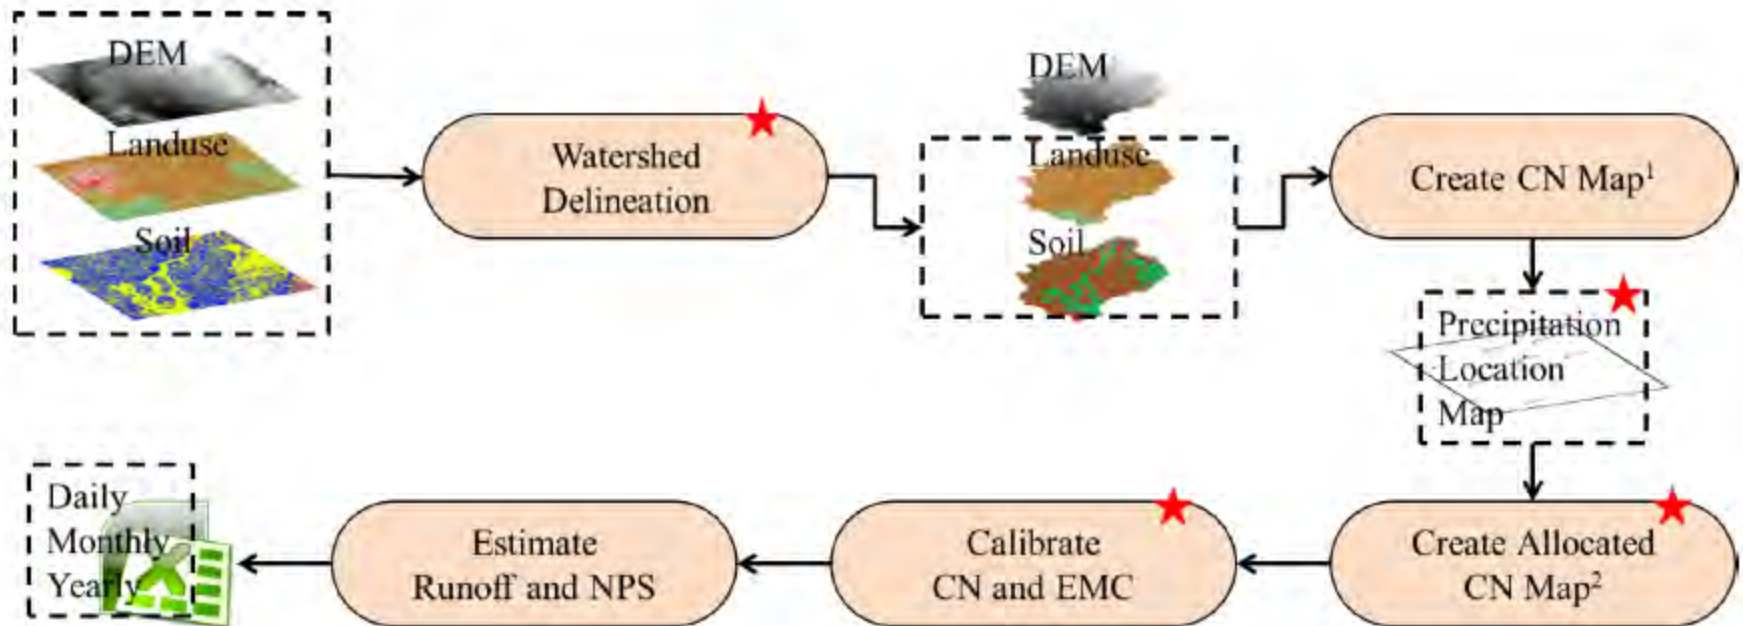 DEM
Landuse
Soil
Watershed
Delineation
DEM
Landuse
Soil
Create CN Map¹
Precipitation
Location
Map
Create Allocated
CN Map²
Calibrate
CN and EMC
Estimate
Runoff and NPS
Daily
Monthly
Yearly